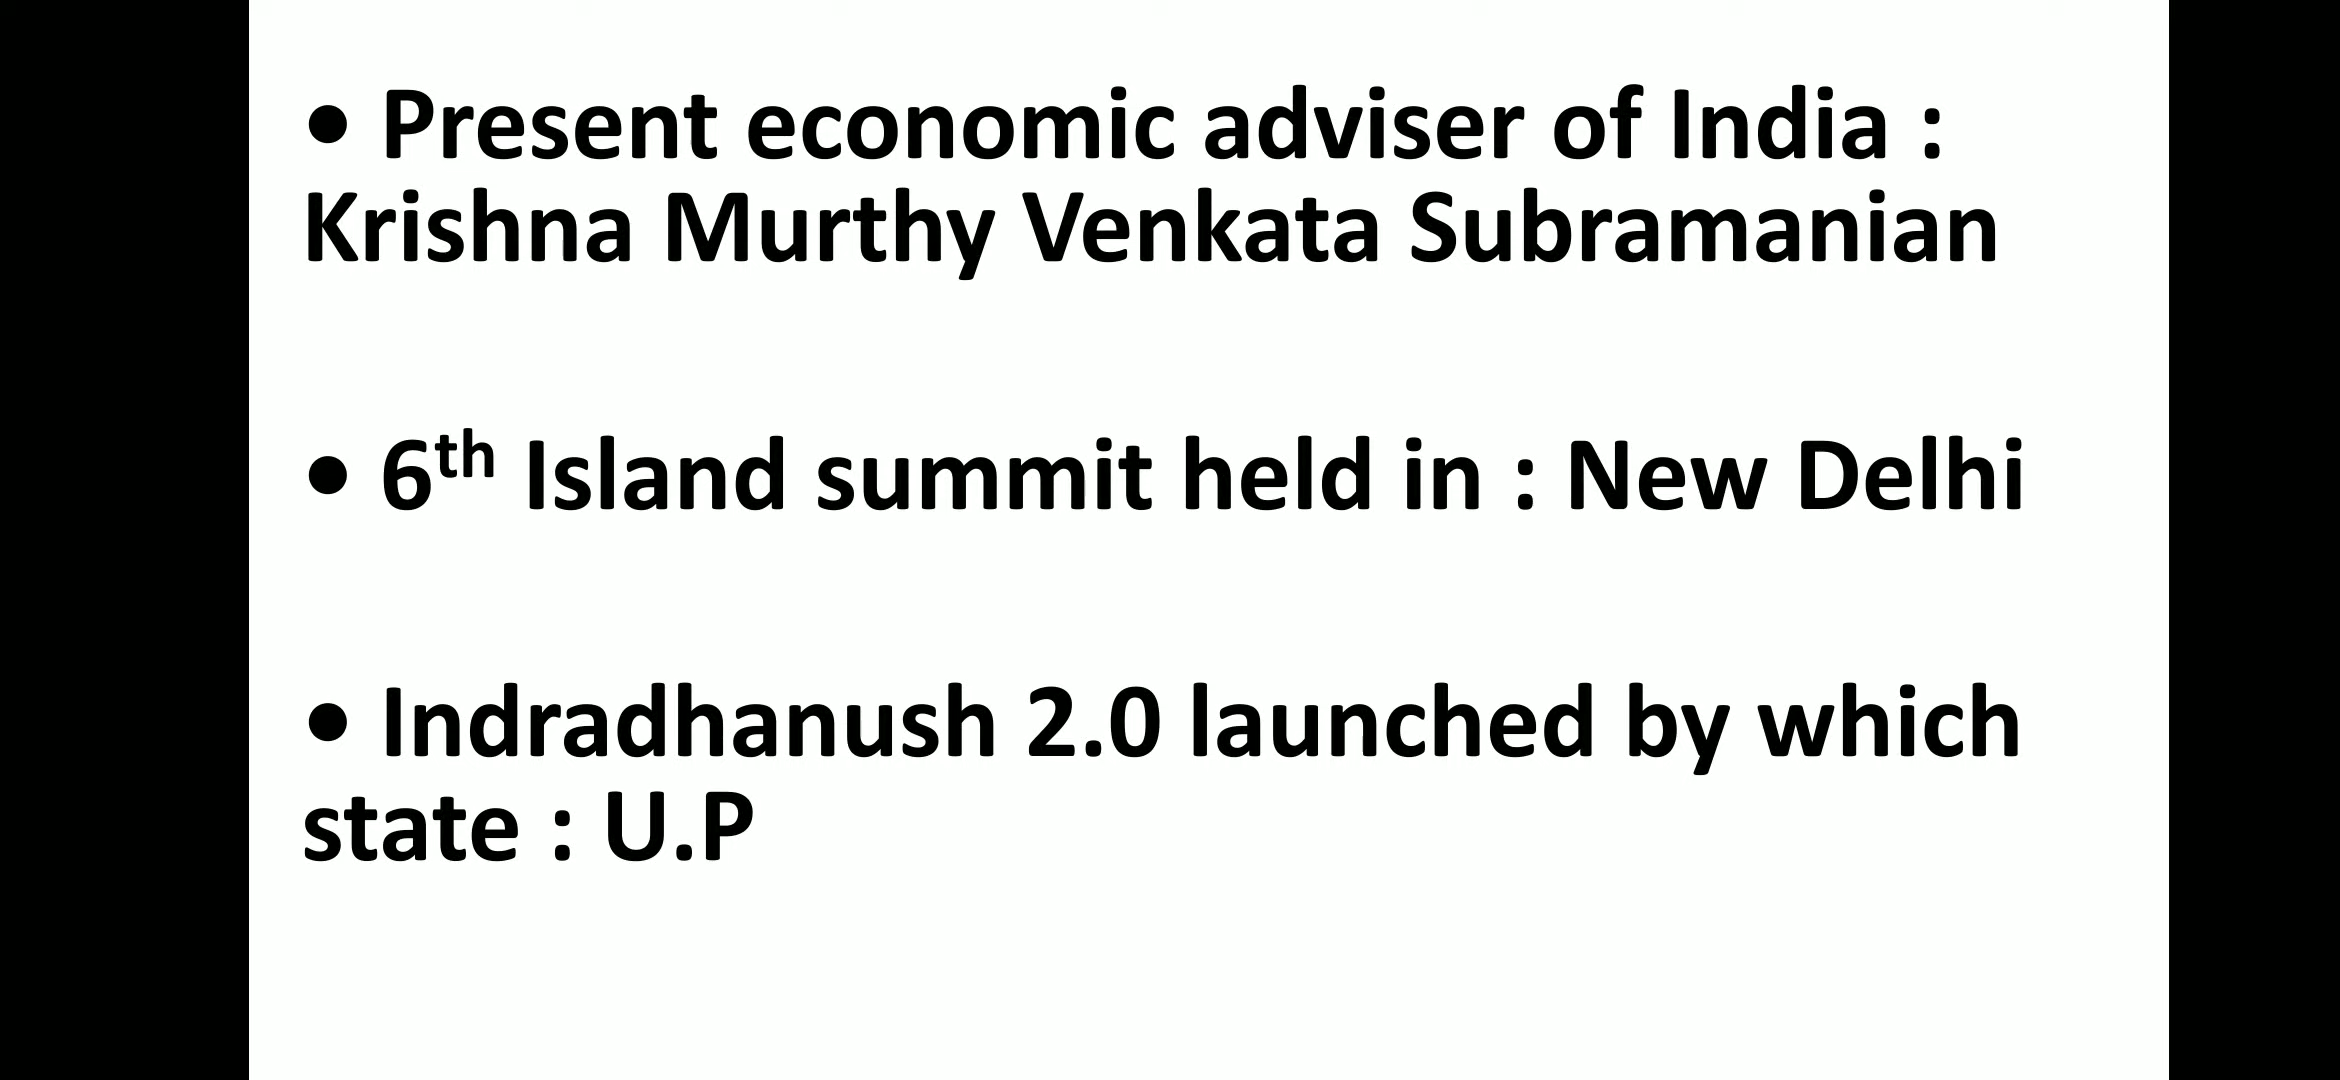 • Present economic adviser of India :
Krishna Murthy Venkata Subramanian
• 6th Island summit held in : New Delhi
• Indradhanush 2.0 launched by which
state : U.P